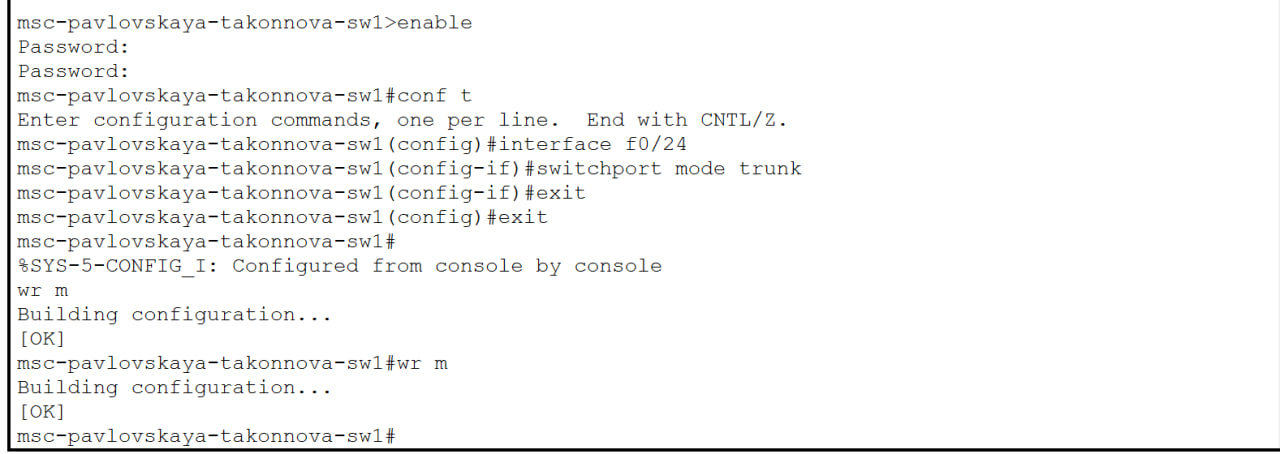 msc-pavlovskaya-takonnova-sw1>enable
Password:
Password:
msc-pavlovskaya-takonnova-sw1#conf t
Enter configuration commands, one per line.  End with CNTL/Z.
msc-pavlovskaya-takonnova-sw1(config)#interface f0/24
msc-pavlovskaya-takonnova-sw1(config-if)#switchport mode trunk
msc-pavlovskaya-takonnova-sw1(config-if)#exit
msc-pavlovskaya-takonnova-sw1(config)#exit
msc-pavlovskaya-takonnova-sw1#
%SYS-5-CONFIG_I: Configured from console by console
wr m
Building configuration...
[OK]
msc-pavlovskaya-takonnova-sw1#wr m
Building configuration...
[OK]
msc-pavlovskaya-takonnova-sw1#